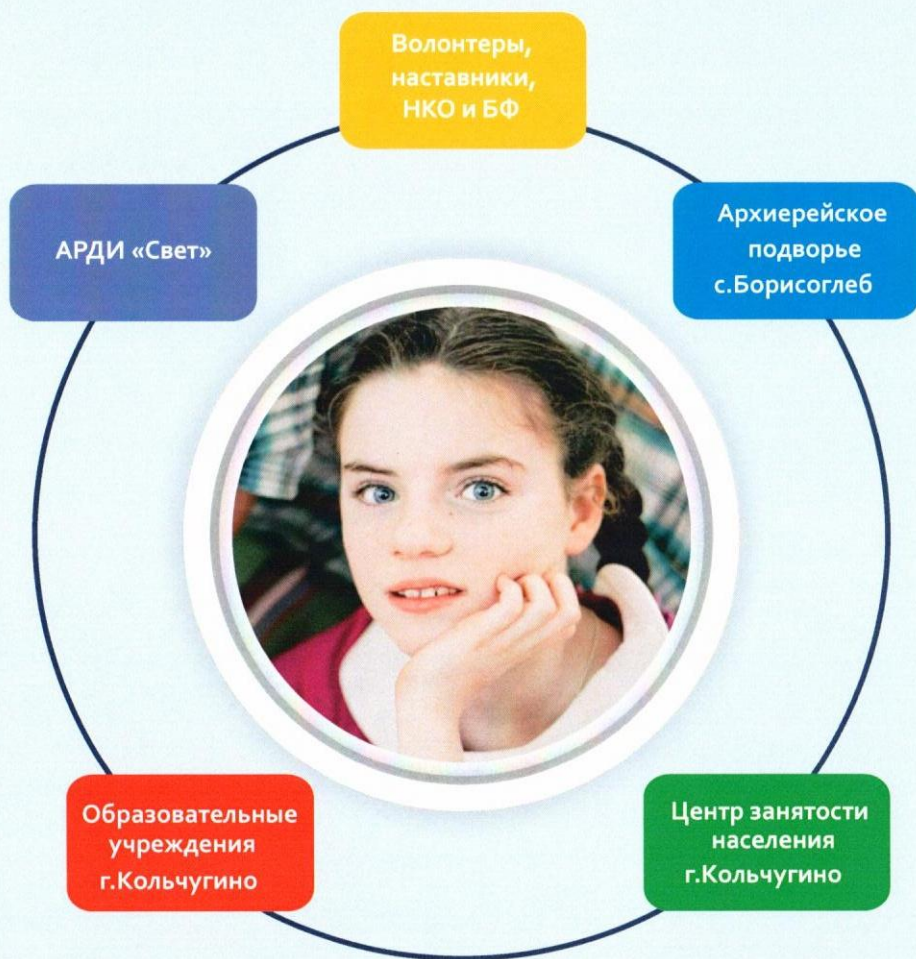 Волонтеры,
наставники,
НКО и БФ
АРДИ «Свет»
Архиерейское
подворье
с.Борисоглеб
Образовательные
учреждения
г.Кольчугино
Центр занятости
населения
г.Кольчугино